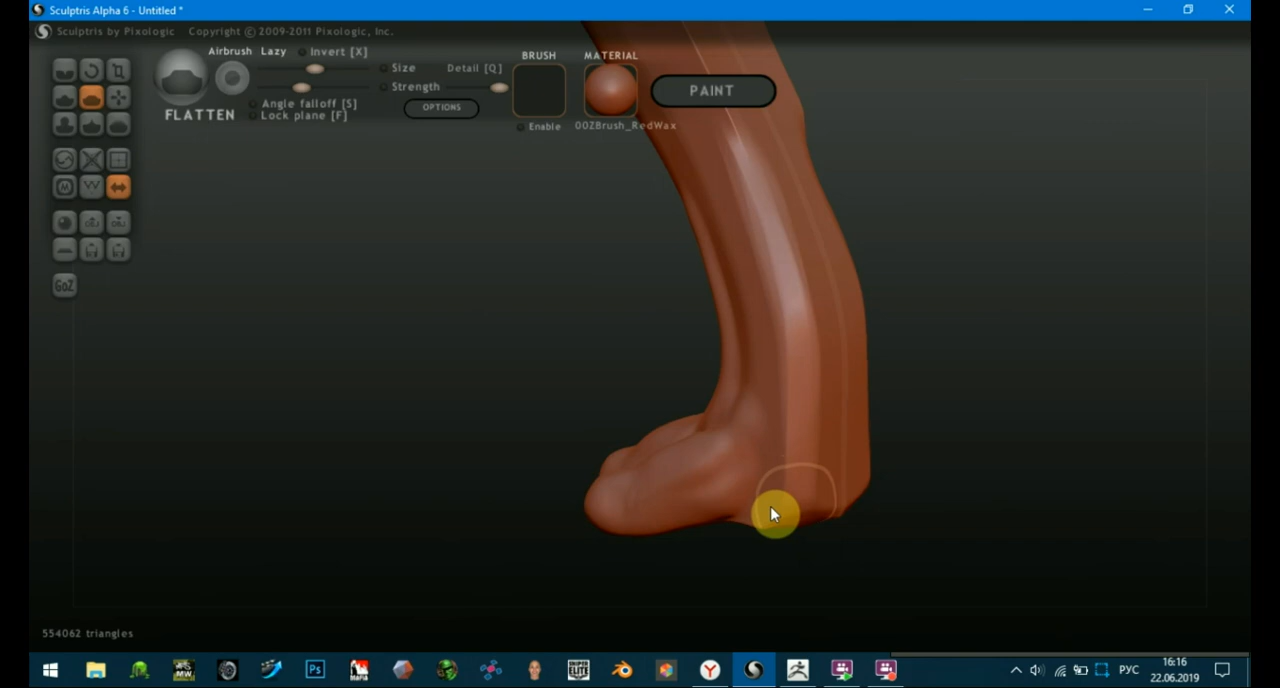 Sculptris Alpha 6 - Untitled *
Sculptris by Pixologic Copyright © 2009-2011 Pixologic, Inc.
Airbrush Lazy Invert [X]
BRUSH
MATERIAL
Size
Detail [Q]
Strength
PAINT
Angle falloff [S]
OPTIONS
FLATTEN
Lock plane [F]
Enable
00ZBrush_RedWax
GoZ
554062 triangles
Ps
РУС
16:16
22.06.2019